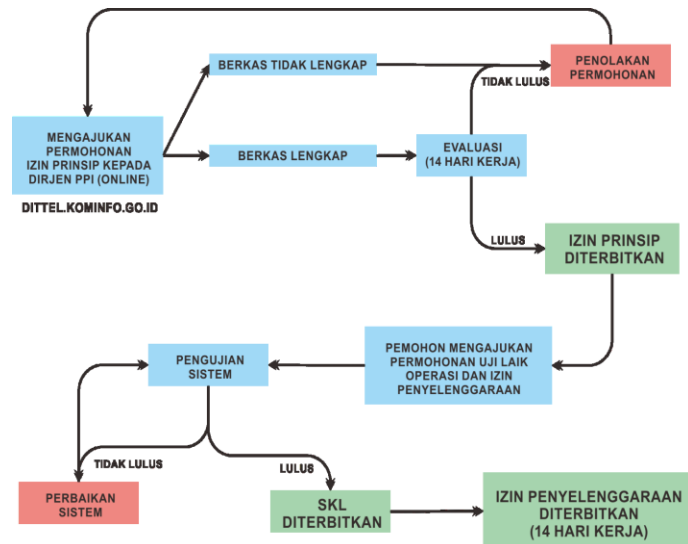 BERKAS TIDAK LENGKAP
PENOLAKAN
PERMOHONAN
TIDAK LULUS
MENGAJUKAN
PERMOHONAN
IZIN PRINSIP KEPADA
DIRJEN PPI (ONLINE)
BERKAS LENGKAP
EVALUASI
(14 HARI KERJA)
DITTEL.KOMINFO.GO.ID
LULUS
IZIN PRINSIP
DITERBITKAN
PENGUJIAN
SISTEM
PEMOHON MENGAJUKAN
PERMOHONAN UJI LAIK
OPERASI DAN IZIN
PENYELENGGARAAN
TIDAK LULUS
LULUS
PERBAIKAN
SISTEM
SKL
DITERBITKAN
IZIN PENYELENGGARAAN
DITERBITKAN
(14 HARI KERJA)